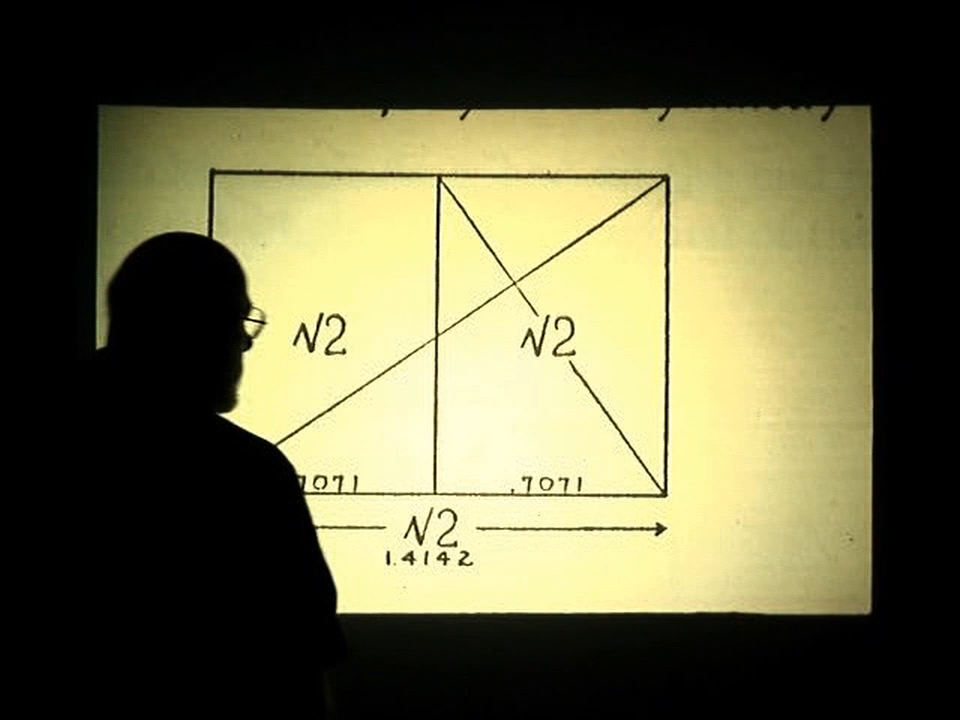 √2 √2
7071 .7071
√2
1.4142